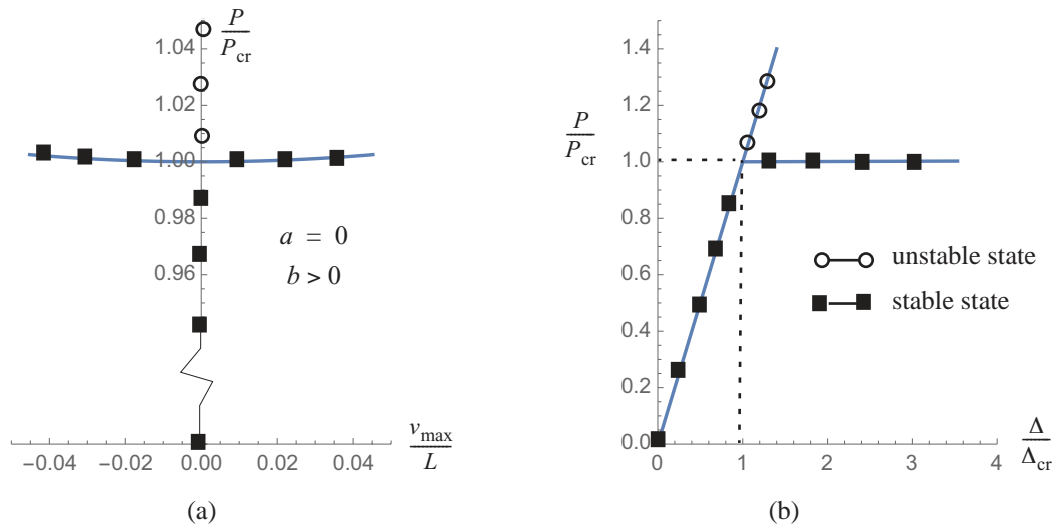 P/P_cr
1.04
1.02
1.00
0.98
0.96
a = 0
b > 0
−0.04 −0.02 0.00 0.02 0.04
v_max/L
(a)
1.4
1.2
P/P_cr
1.0
0.8
0.6
0.4
0.2
0.0
0 1 2 3 4
Δ/Δ_cr
unstable state
stable state
(b)